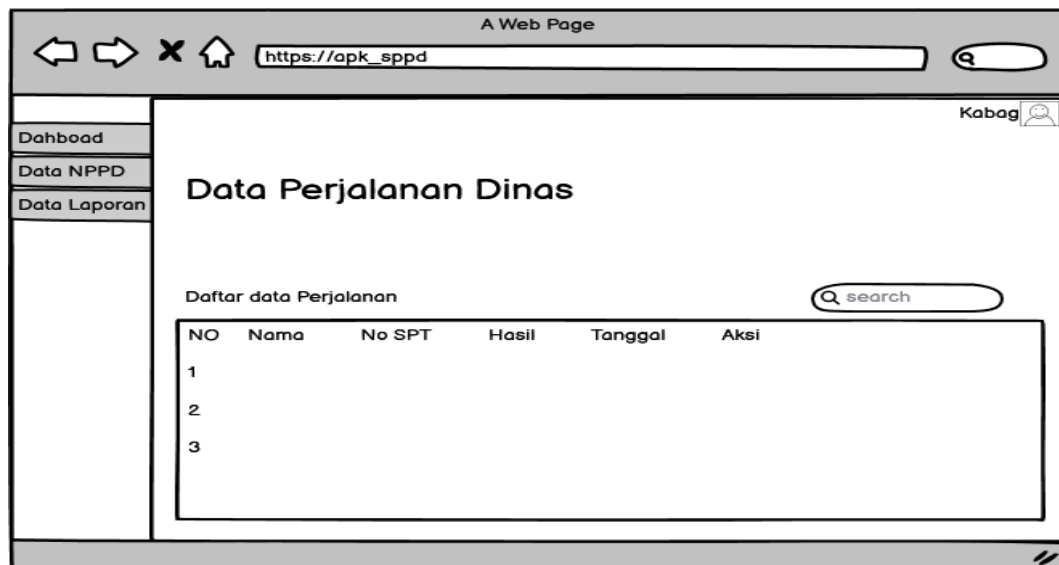 A Web Page
https://apk_sppd
Kabag
Dahboad
Data NPPD
Data Laporan
Data Perjalanan Dinas
Daftar data Perjalanan
search
NO Nama No SPT Hasil Tanggal Aksi
1
2
3